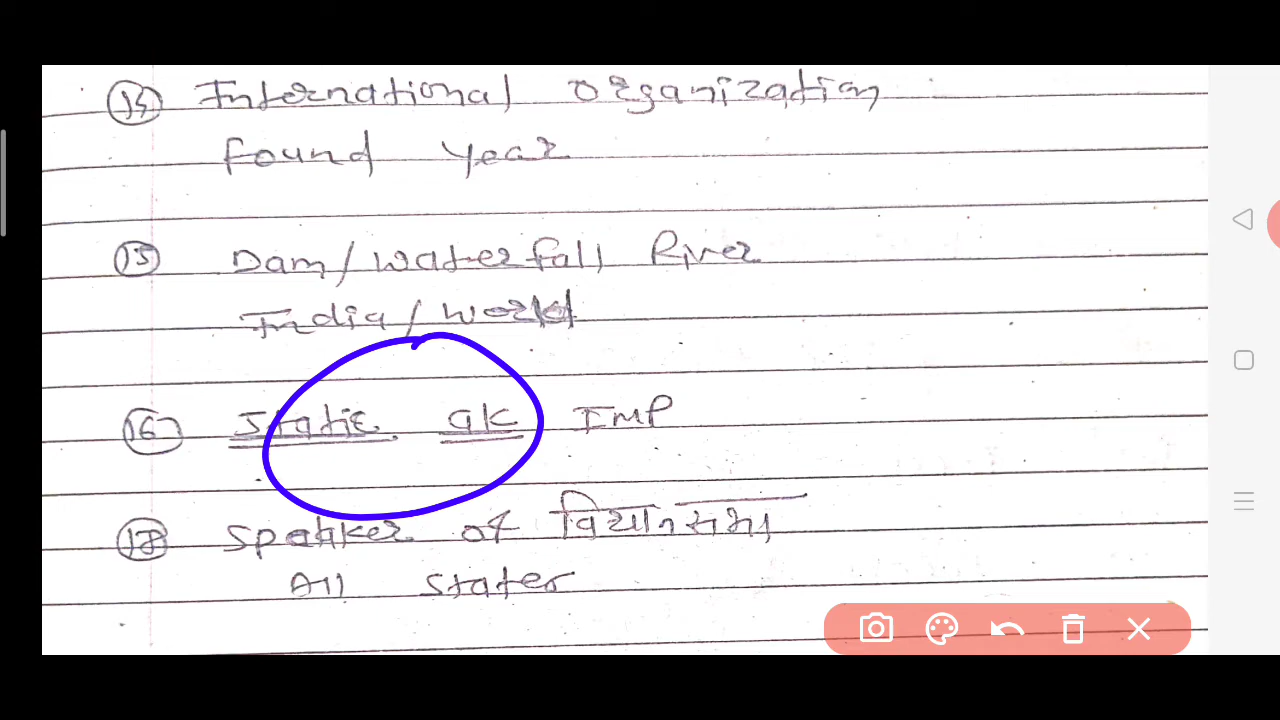 14 International organization
found year
15 Dam/waterfall River
India/world
16 Static GK IMP
17 Speaker of विधानसभा
All states